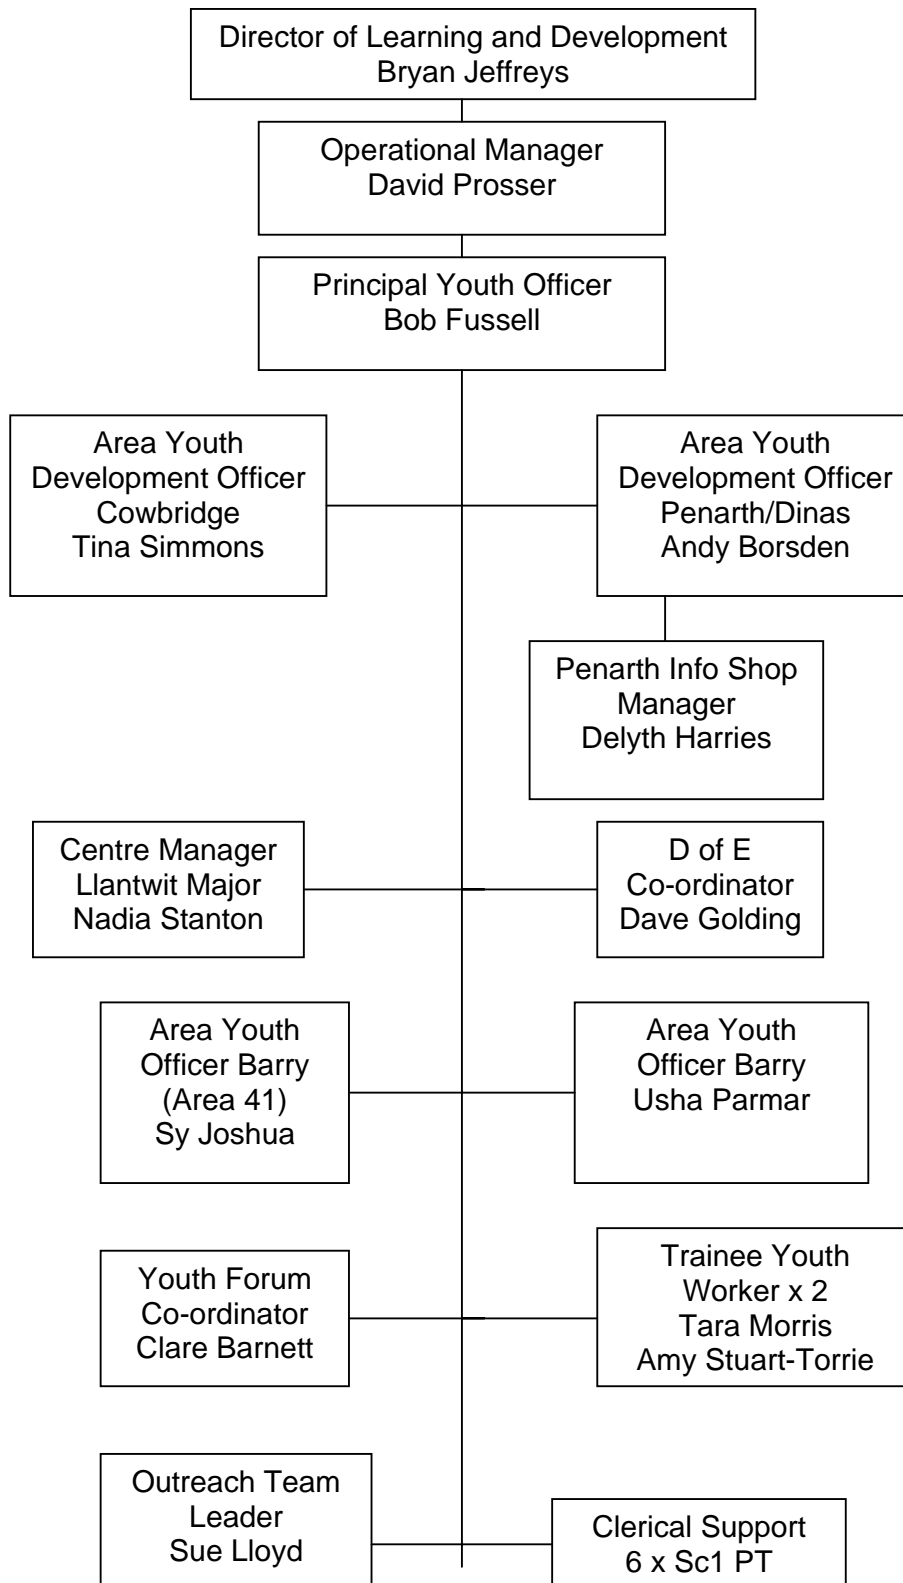 Director of Learning and Development
Bryan Jeffreys
Operational Manager
David Prosser
Principal Youth Officer
Bob Fussell
Area Youth
Development Officer
Cowbridge
Tina Simmons
Area Youth
Development Officer
Penarth/Dinas
Andy Borsden
Penarth Info Shop
Manager
Delyth Harries
Centre Manager
Llantwit Major
Nadia Stanton
D of E
Co-ordinator
Dave Golding
Area Youth
Officer Barry
(Area 41)
Sy Joshua
Area Youth
Officer Barry
Usha Parmar
Youth Forum
Co-ordinator
Clare Barnett
Trainee Youth
Worker x 2
Tara Morris
Amy Stuart-Torrie
Outreach Team
Leader
Sue Lloyd
Clerical Support
6 x Sc1 PT